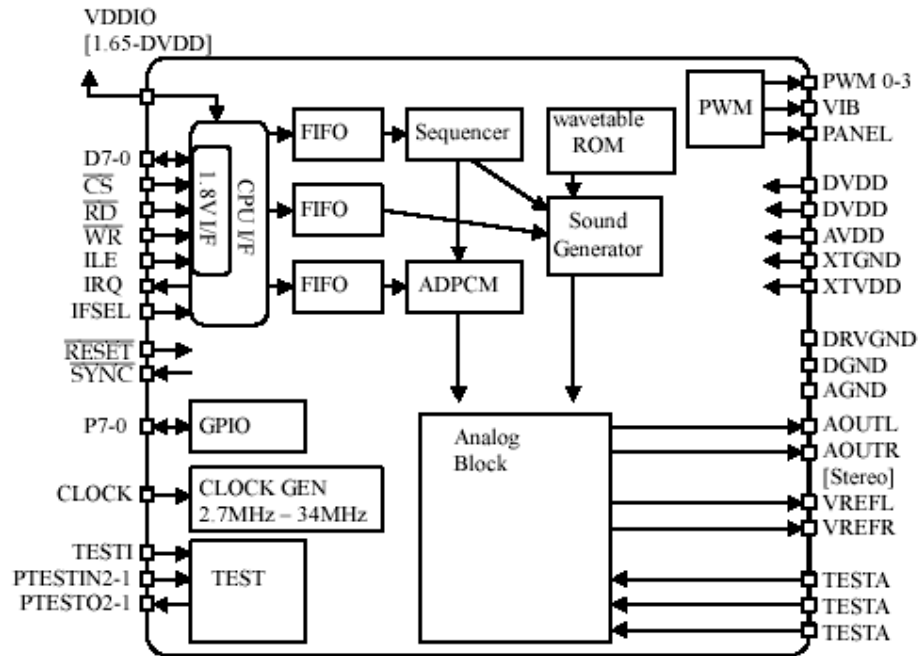 VDDIO
[1.65-DVDD]
D7-0
CS
RD
WR
ILE
IRQ
IFSEL
RESET
SYNC
P7-0
CLOCK
TESTI
PTESTIN2-1
PTESTO2-1
1.8V I/F
CPU I/F
FIFO
FIFO
FIFO
Sequencer
ADPCM
wavetable
ROM
Sound
Generator
PWM
GPIO
CLOCK GEN
2.7MHz – 34MHz
TEST
Analog
Block
PWM 0-3
VIB
PANEL
DVDD
DVDD
AVDD
XTGND
XTVDD
DRVGND
DGND
AGND
AOUTL
AOUTR
[Stereo]
VREFL
VREFR
TESTA
TESTA
TESTA